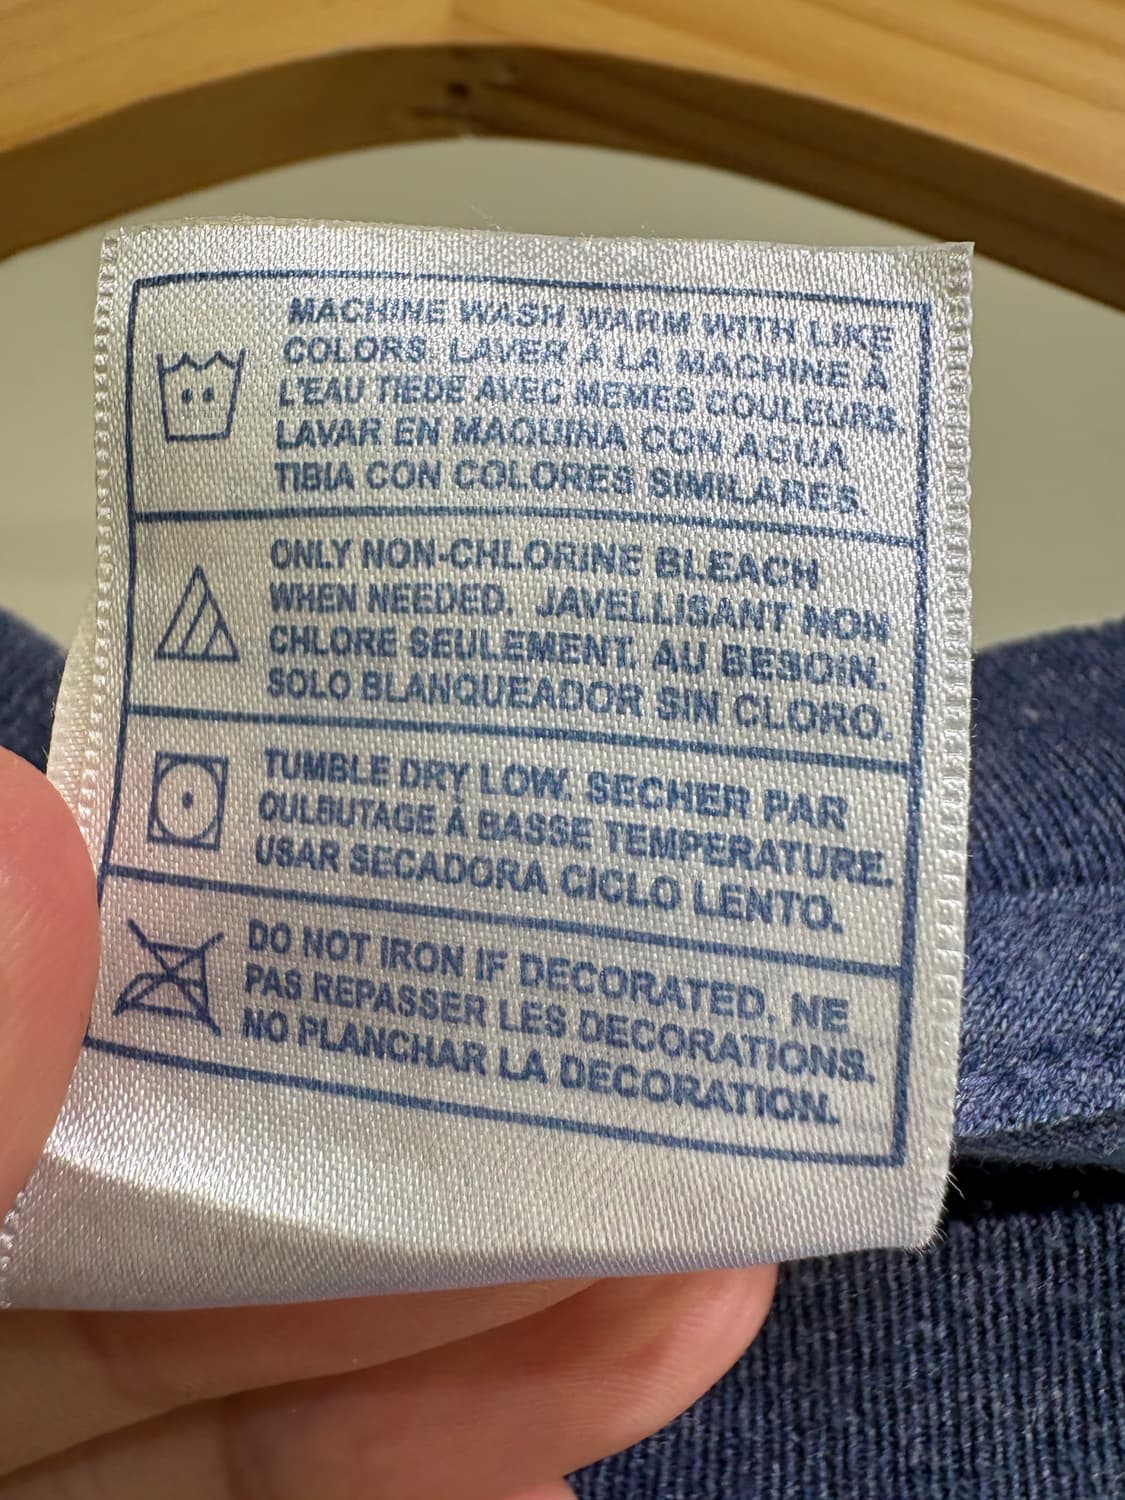 MACHINE WASH WARM WITH LIKE
COLORS. LAVER A LA MACHINE À
L'EAU TIEDE AVEC MEMES COULEURS.
LAVAR EN MAQUINA CON AGUA
TIBIA CON COLORES SIMILARES.
ONLY NON-CHLORINE BLEACH
WHEN NEEDED. JAVELLISANT NON
CHLORE SEULEMENT, AU BESOIN.
SOLO BLANQUEADOR SIN CLORO.
TUMBLE DRY LOW. SECHER PAR
CULBUTAGE À BASSE TEMPERATURE.
USAR SECADORA CICLO LENTO.
DO NOT IRON IF DECORATED. NE
PAS REPASSER LES DECORATIONS.
NO PLANCHAR LA DECORATION.